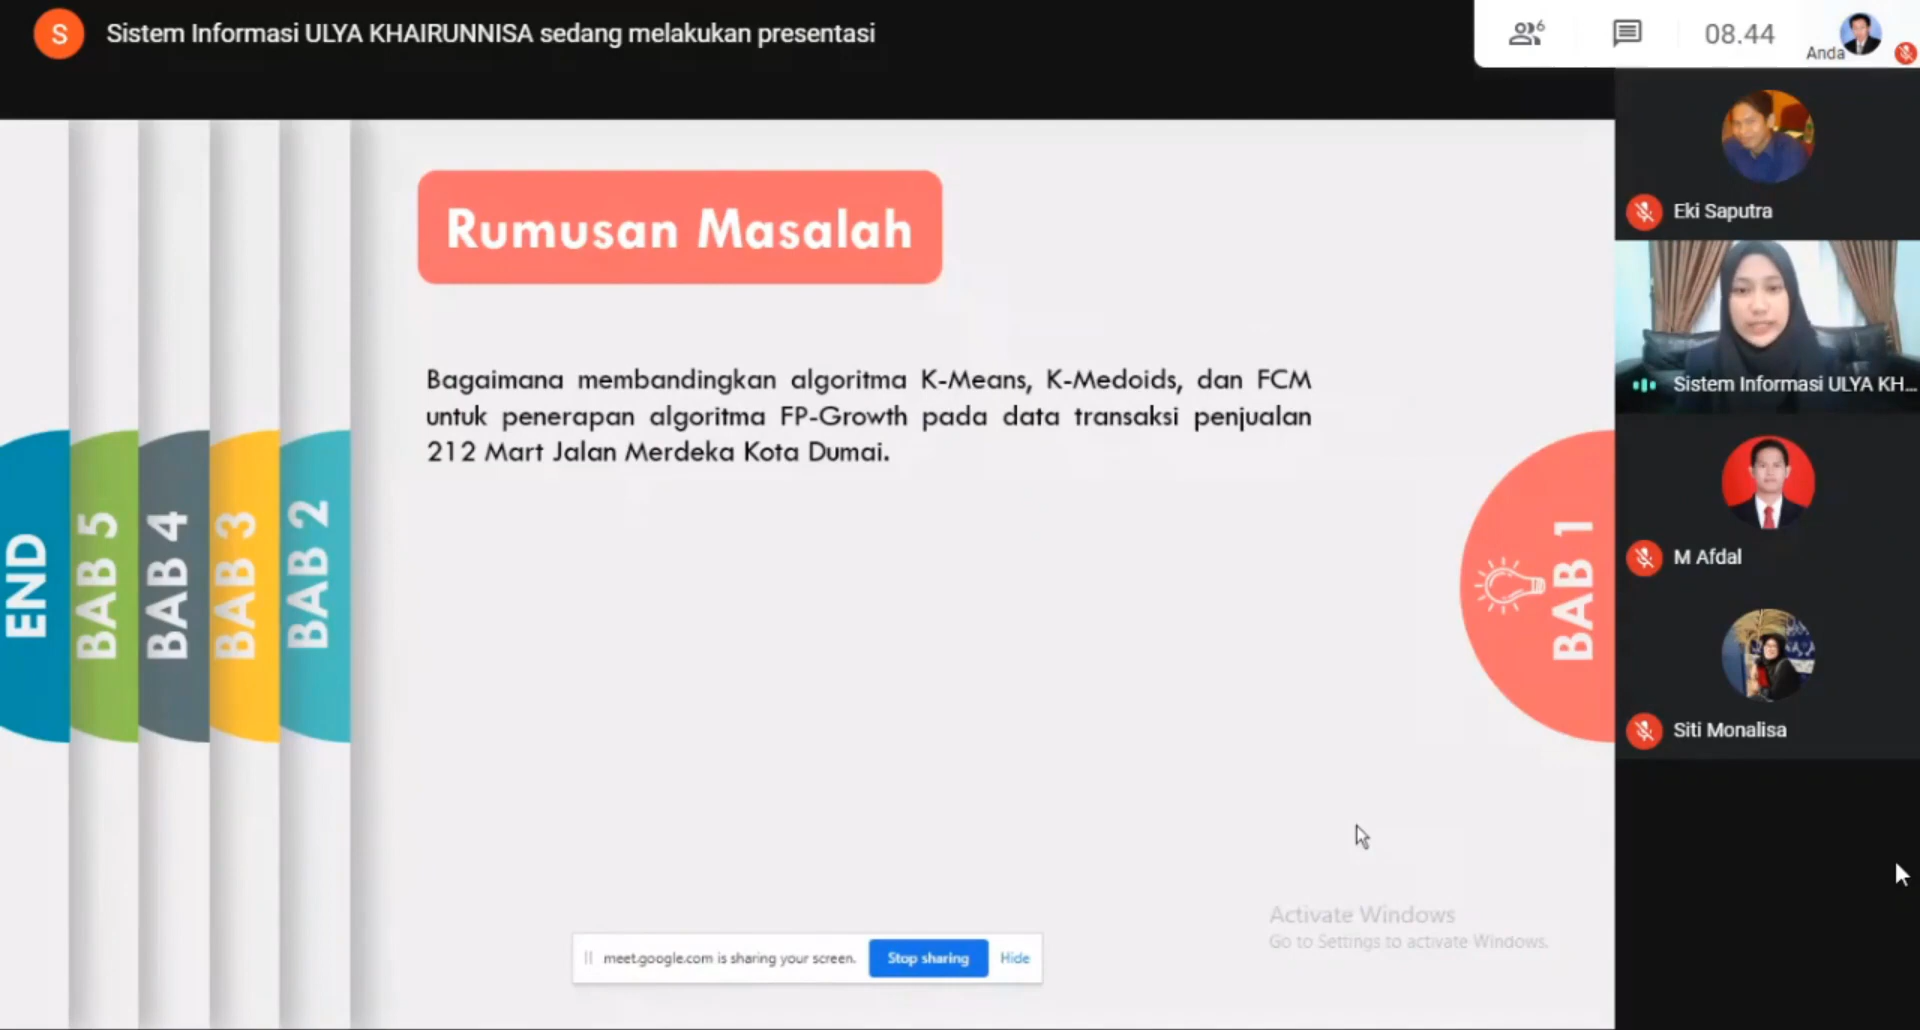 S
Sistem Informasi ULYA KHAIRUNNISA sedang melakukan presentasi
6
08.44
Anda
Rumusan Masalah
Bagaimana membandingkan algoritma K-Means, K-Medoids, dan FCM
untuk penerapan algoritma FP-Growth pada data transaksi penjualan
212 Mart Jalan Merdeka Kota Dumai.
END
BAB 5
BAB 4
BAB 3
BAB 2
BAB 1
Eki Saputra
Sistem Informasi ULYA KH...
M Afdal
Siti Monalisa
Activate Windows
Go to Settings to activate Windows.
meet.google.com is sharing your screen.
Stop sharing
Hide